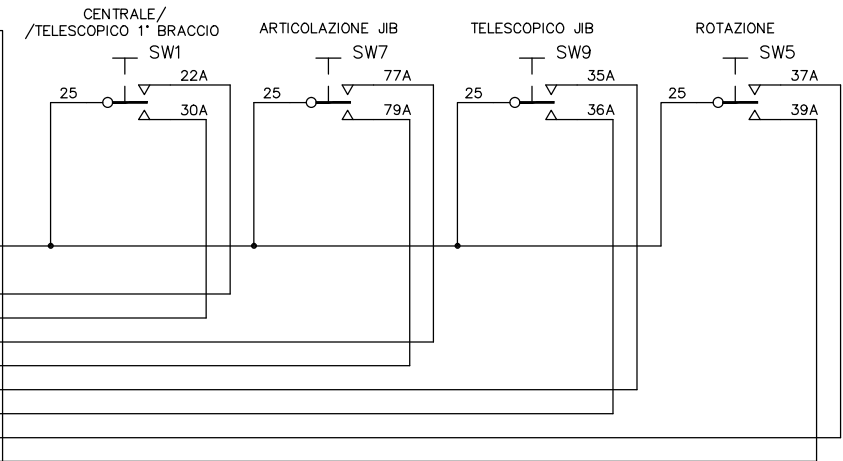 CENTRALE/
/TELESCOPICO 1° BRACCIO
SW1
22A
25
30A
ARTICOLAZIONE JIB
SW7
77A
25
79A
TELESCOPICO JIB
SW9
35A
25
36A
ROTAZIONE
SW5
37A
25
39A